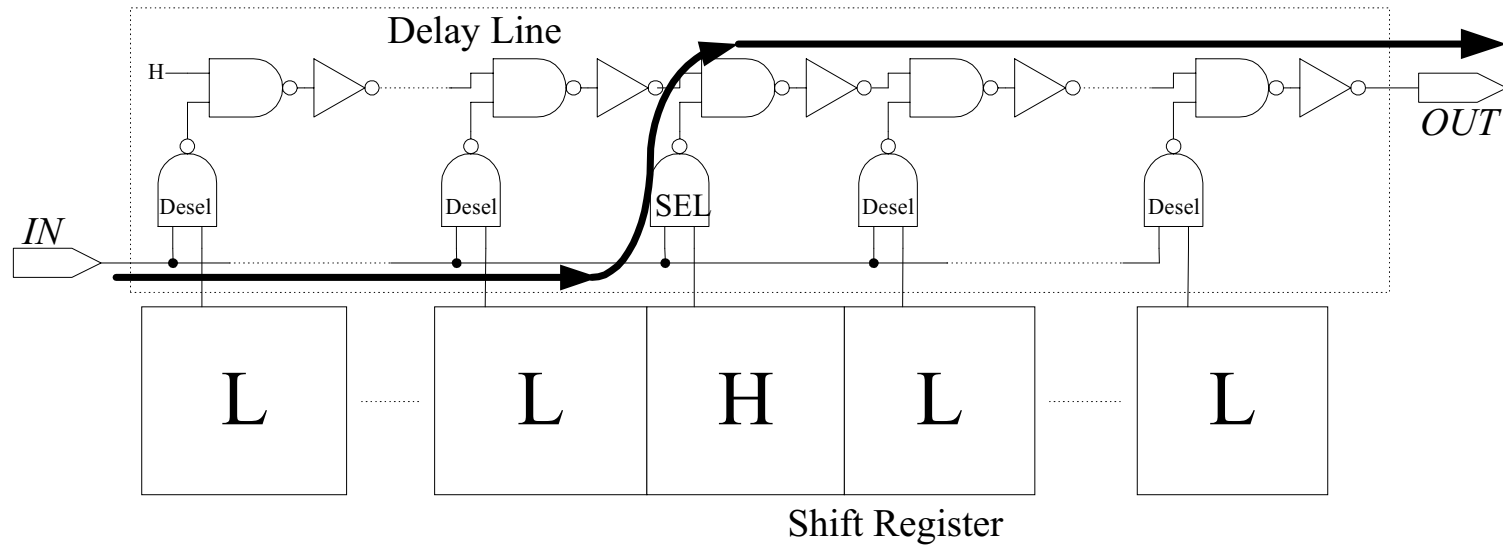 Delay Line
H
OUT
Desel Desel SEL Desel Desel
IN
L L H L L
Shift Register